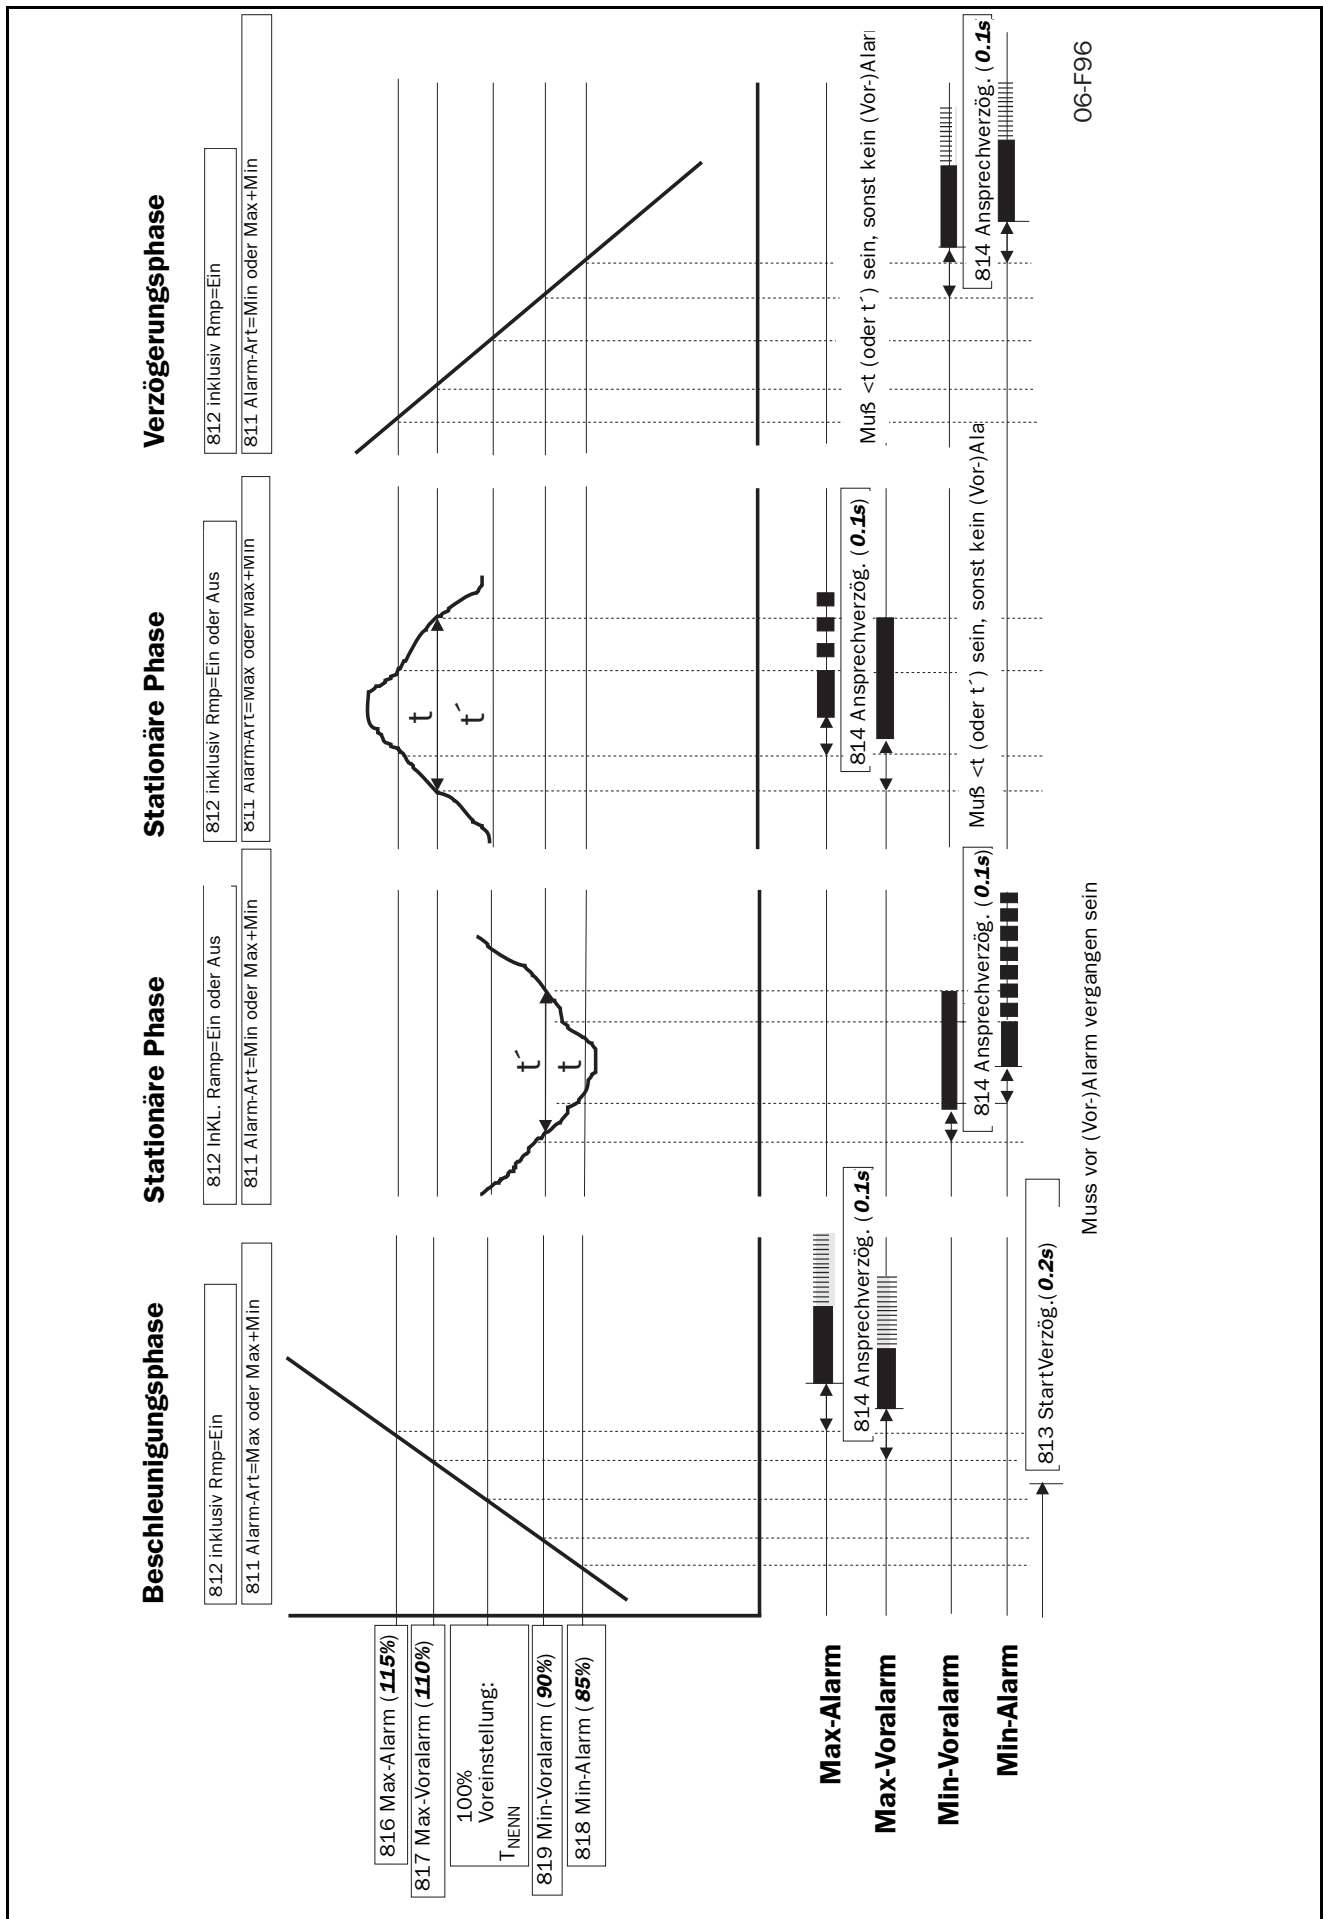 Beschleunigungsphase
812 inklusiv Rmp=Ein
811 Alarm-Art=Max oder Max+Min
Stationäre Phase
812 InKL. Ramp=Ein oder Aus
811 Alarm-Art=Min oder Max+Min
Stationäre Phase
812 inklusiv Rmp=Ein oder Aus
811 Alarm-Art=Max oder Max+Min
Verzögerungsphase
812 inklusiv Rmp=Ein
811 Alarm-Art=Min oder Max+Min
816 Max-Alarm (115%)
817 Max-Voralarm (110%)
100%
Voreinstellung:
TNENN
819 Min-Voralarm (90%)
818 Min-Alarm (85%)
t´
t
t
t´
Max-Alarm
814 Ansprechverzög. (0.1s
814 Ansprechverzög. (0.1s)
Muß <t (oder t´) sein, sonst kein (Vor-)Alar
Max-Voralarm
Min-Voralarm
814 Ansprechverzög. (0.1s)
Muß <t (oder t´) sein, sonst kein (Vor-)Ala
814 Ansprechverzög. (0.1s
Min-Alarm
813 StartVerzög.(0.2s)
Muss vor (Vor-)Alarm vergangen sein
06-F96